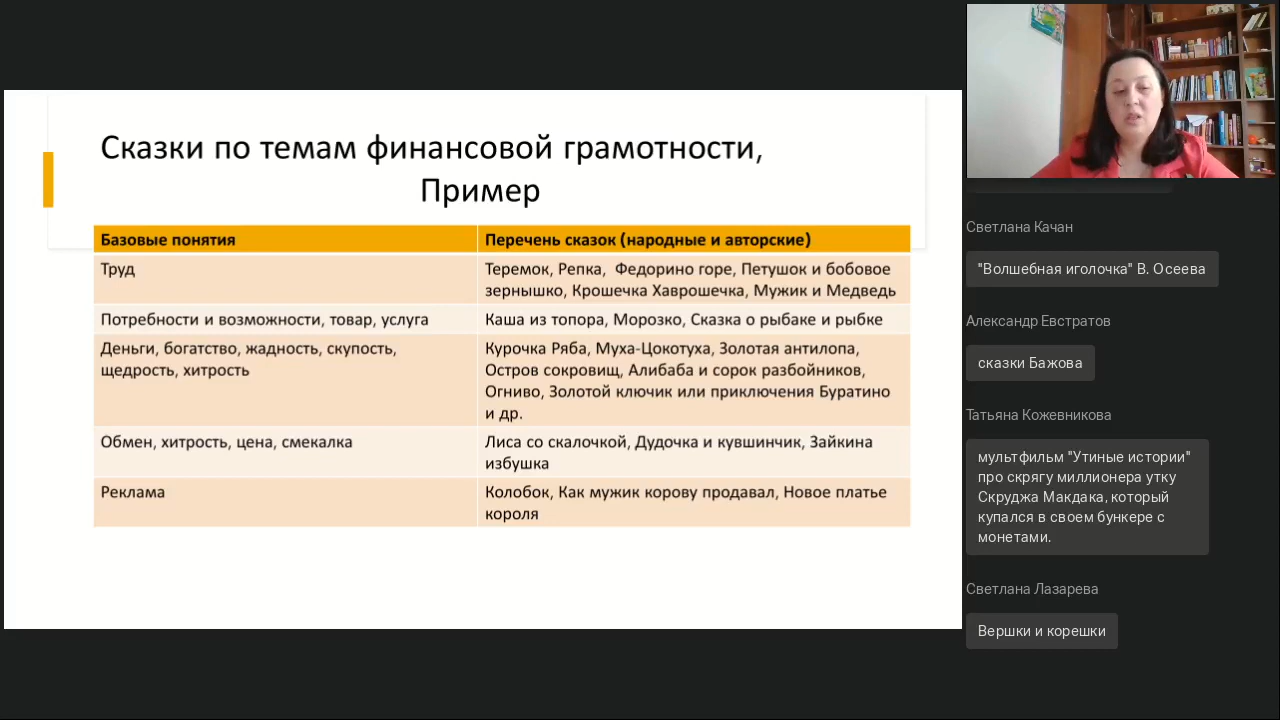 Сказки по темам финансовой грамотности,
Пример
Базовые понятия
Перечень сказок (народные и авторские)
Труд
Теремок, Репка, Федорино горе, Петушок и бобовое
зернышко, Крошечка Хаврошечка, Мужик и Медведь
Потребности и возможности, товар, услуга
Каша из топора, Морозко, Сказка о рыбаке и рыбке
Деньги, богатство, жадность, скупость,
щедрость, хитрость
Курочка Ряба, Муха-Цокотуха, Золотая антилопа,
Остров сокровищ, Алибаба и сорок разбойников,
Огниво, Золотой ключик или приключения Буратино
и др.
Обмен, хитрость, цена, смекалка
Лиса со скалочкой, Дудочка и кувшинчик, Зайкина
избушка
Реклама
Колобок, Как мужик корову продавал, Новое платье
короля
Светлана Качан
"Волшебная иголочка" В. Осеева
Александр Евстратов
сказки Бажова
Татьяна Кожевникова
мультфильм "Утиные истории"
про скрягу миллионера утку
Скруджа Макдака, который
купался в своем бункере с
монетами.
Светлана Лазарева
Вершки и корешки